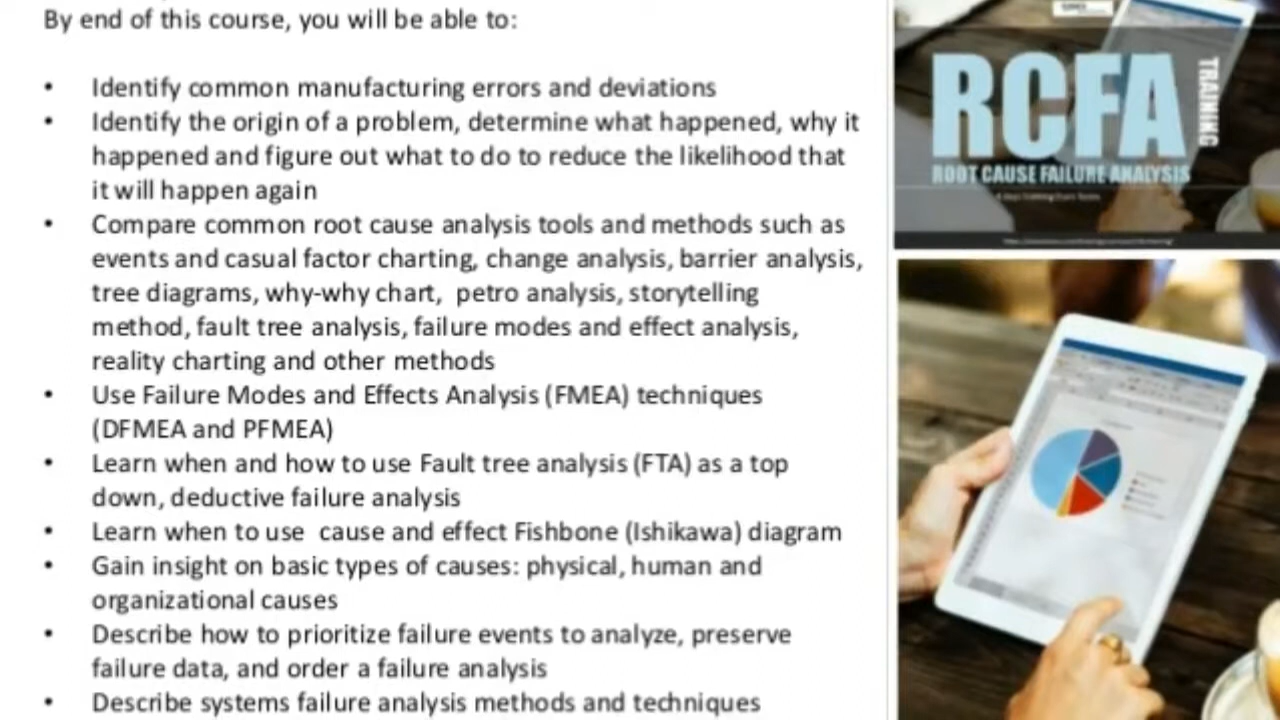 By end of this course, you will be able to:
• Identify common manufacturing errors and deviations
• Identify the origin of a problem, determine what happened, why it
happened and figure out what to do to reduce the likelihood that
it will happen again
• Compare common root cause analysis tools and methods such as
events and casual factor charting, change analysis, barrier analysis,
tree diagrams, why-why chart,  petro analysis, storytelling
method, fault tree analysis, failure modes and effect analysis,
reality charting and other methods
• Use Failure Modes and Effects Analysis (FMEA) techniques
(DFMEA and PFMEA)
• Learn when and how to use Fault tree analysis (FTA) as a top
down, deductive failure analysis
• Learn when to use  cause and effect Fishbone (Ishikawa) diagram
• Gain insight on basic types of causes: physical, human and
organizational causes
• Describe how to prioritize failure events to analyze, preserve
failure data, and order a failure analysis
• Describe systems failure analysis methods and techniques
RCFA
TRAINING
ROOT CAUSE FAILURE ANALYSIS